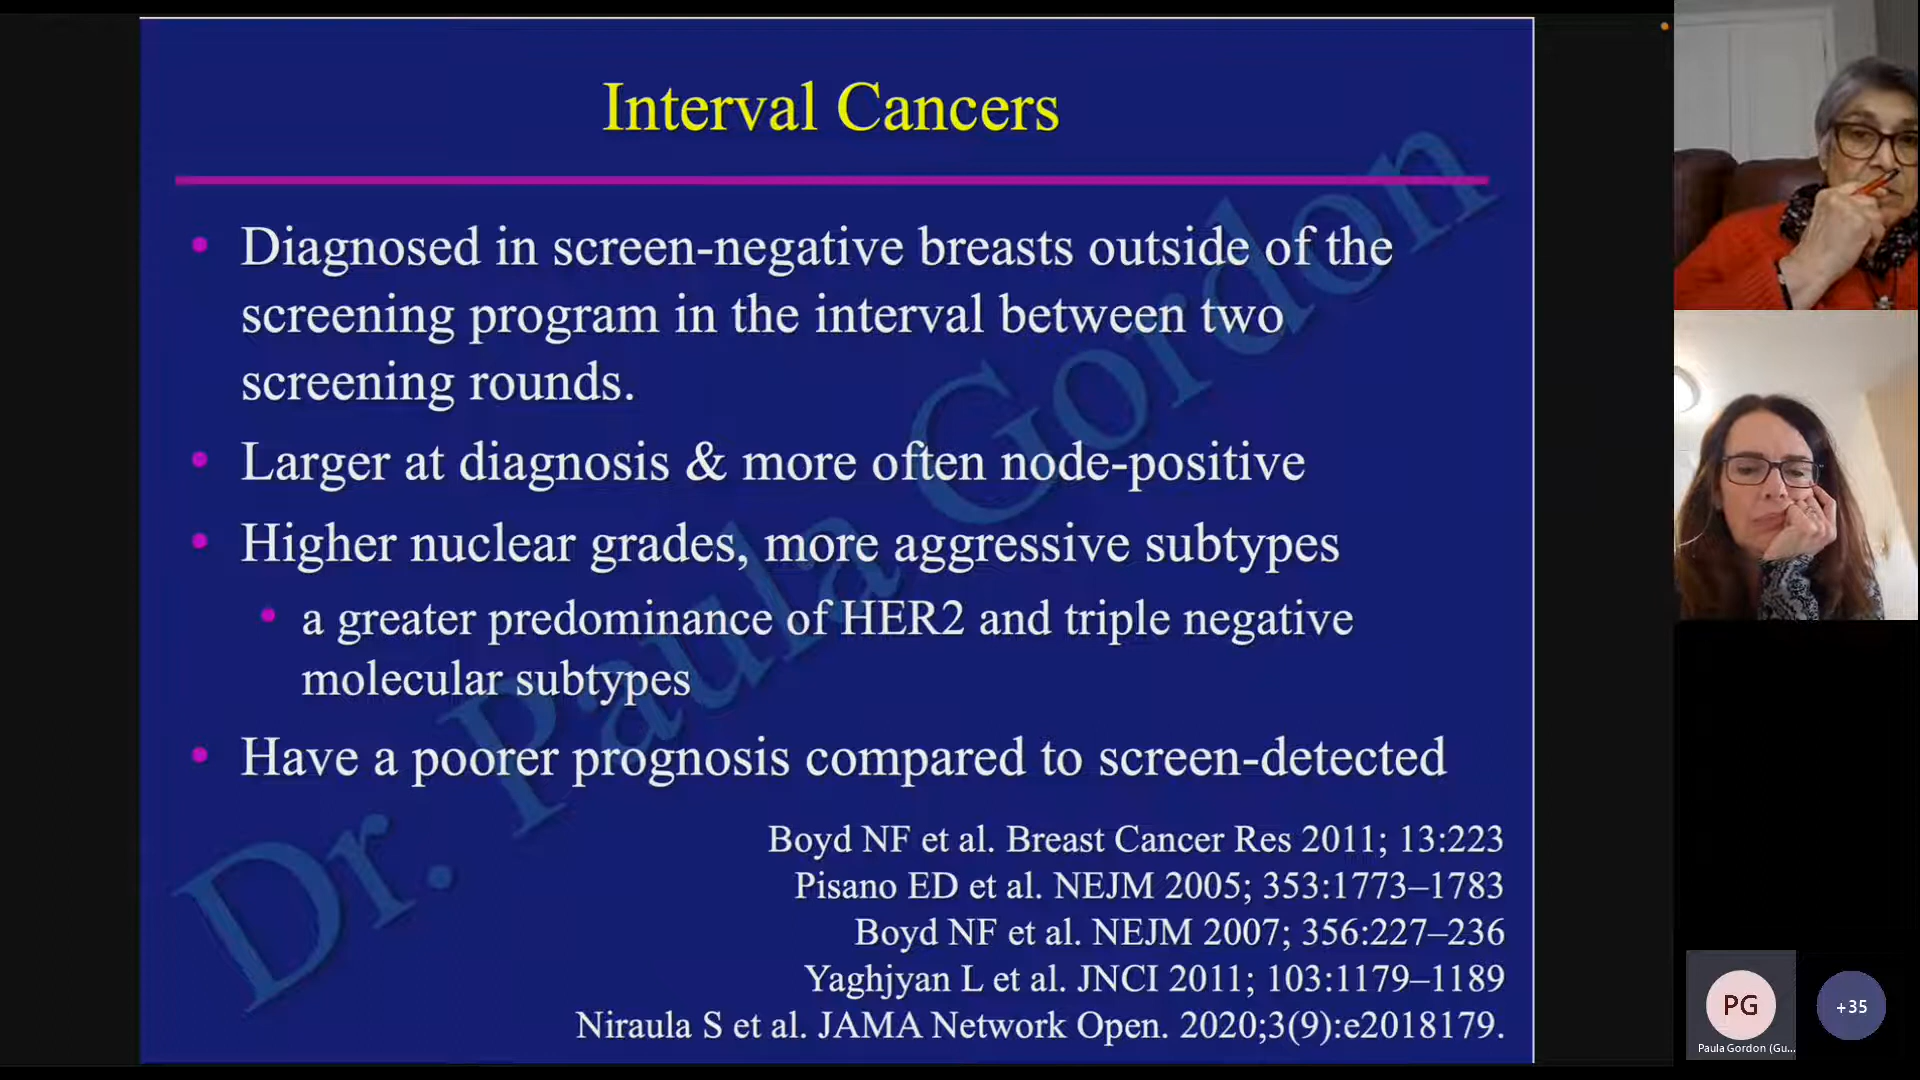 Interval Cancers
Diagnosed in screen-negative breasts outside of the
screening program in the interval between two
screening rounds.
Larger at diagnosis & more often node-positive
Higher nuclear grades, more aggressive subtypes
a greater predominance of HER2 and triple negative
molecular subtypes
Have a poorer prognosis compared to screen-detected
Boyd NF et al. Breast Cancer Res 2011; 13:223
Pisano ED et al. NEJM 2005; 353:1773–1783
Boyd NF et al. NEJM 2007; 356:227–236
Yaghjyan L et al. JNCI 2011; 103:1179–1189
Niraula S et al. JAMA Network Open. 2020;3(9):e2018179.
Dr. Paula Gordon
PG
+35
Paula Gordon (Gu...